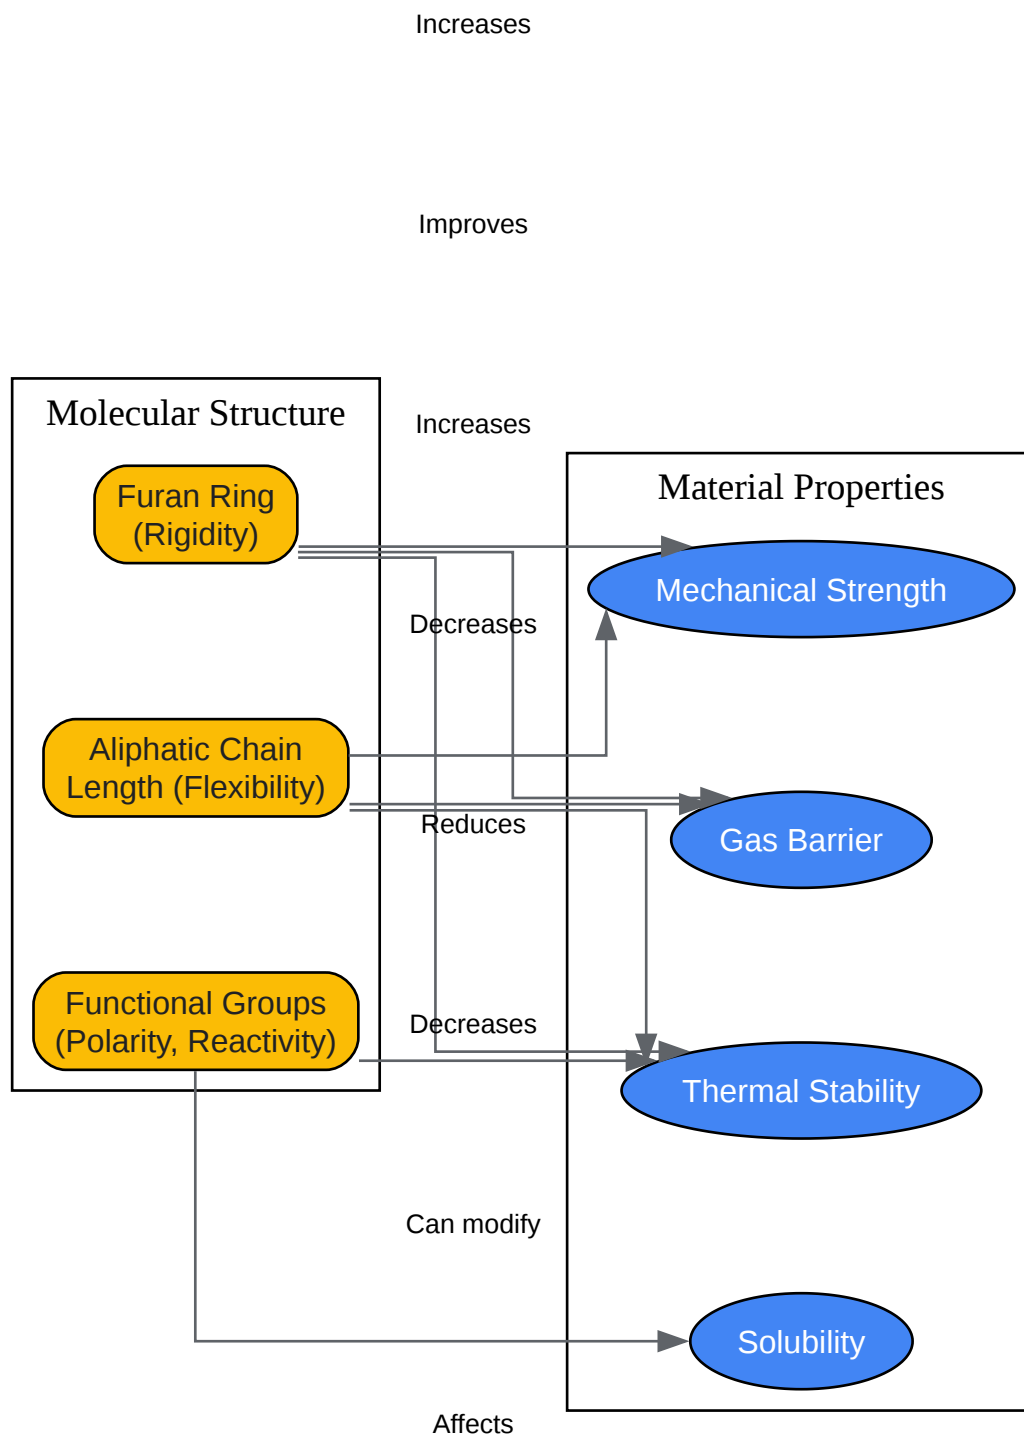 Increases
Improves
Molecular Structure
Increases
Furan Ring
(Rigidity)
Material Properties
Mechanical Strength
Decreases
Aliphatic Chain
Length (Flexibility)
Reduces
Gas Barrier
Functional Groups
(Polarity, Reactivity)
Decreases
Thermal Stability
Can modify
Solubility
Affects